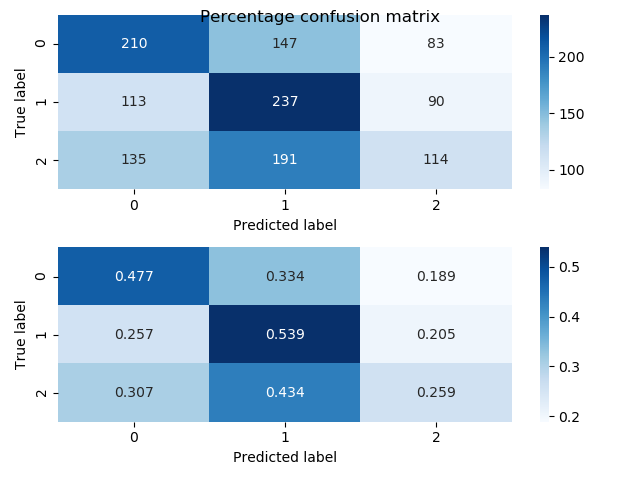 Percentage confusion matrix
True label
0 210 147 83
1 113 237 90
2 135 191 114
0 1 2
Predicted label
200
150
100
True label
0 0.477 0.334 0.189
1 0.257 0.539 0.205
2 0.307 0.434 0.259
0 1 2
Predicted label
0.5
0.4
0.3
0.2